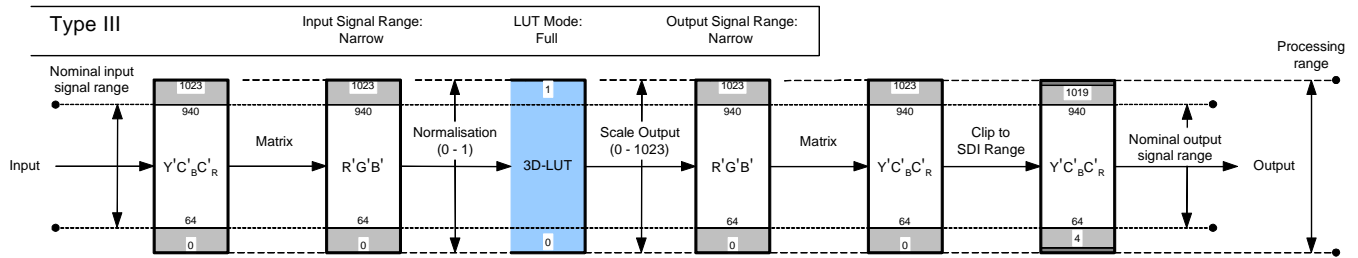 Type III
Input Signal Range:
Narrow
LUT Mode:
Full
Output Signal Range:
Narrow
Nominal input
signal range
Processing
range
1023
1023
1
1023
1023
1019
940
940
940
940
940
Input
Y'C'BC'R
Matrix
R'G'B'
Normalisation
(0 - 1)
3D-LUT
Scale Output
(0 - 1023)
R'G'B'
Matrix
Y'C'BC'R
Clip to
SDI Range
Y'C'BC'R
Nominal output
signal range
Output
64
64
64
64
64
0
0
0
0
0
4